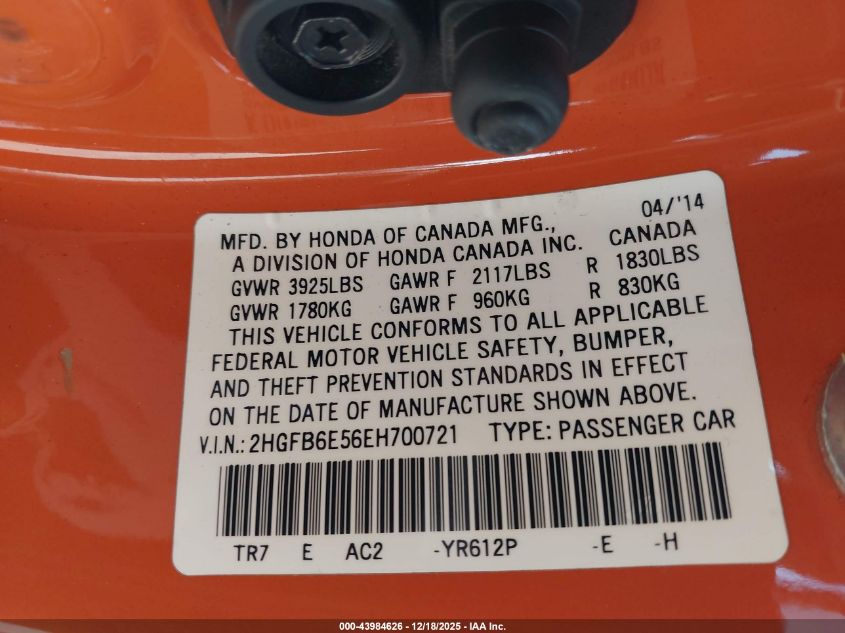 04/'14
MFD. BY HONDA OF CANADA MFG.,
A DIVISION OF HONDA CANADA INC. CANADA
GVWR 3925LBS GAWR F 2117LBS R 1830LBS
GVWR 1780KG GAWR F 960KG R 830KG
THIS VEHICLE CONFORMS TO ALL APPLICABLE
FEDERAL MOTOR VEHICLE SAFETY, BUMPER,
AND THEFT PREVENTION STANDARDS IN EFFECT
ON THE DATE OF MANUFACTURE SHOWN ABOVE.
V.I.N.: 2HGFB6E56EH700721 TYPE: PASSENGER CAR
TR7 E AC2 -YR612P -E -H
000-43984626 - 12/18/2025 - IAA Inc.